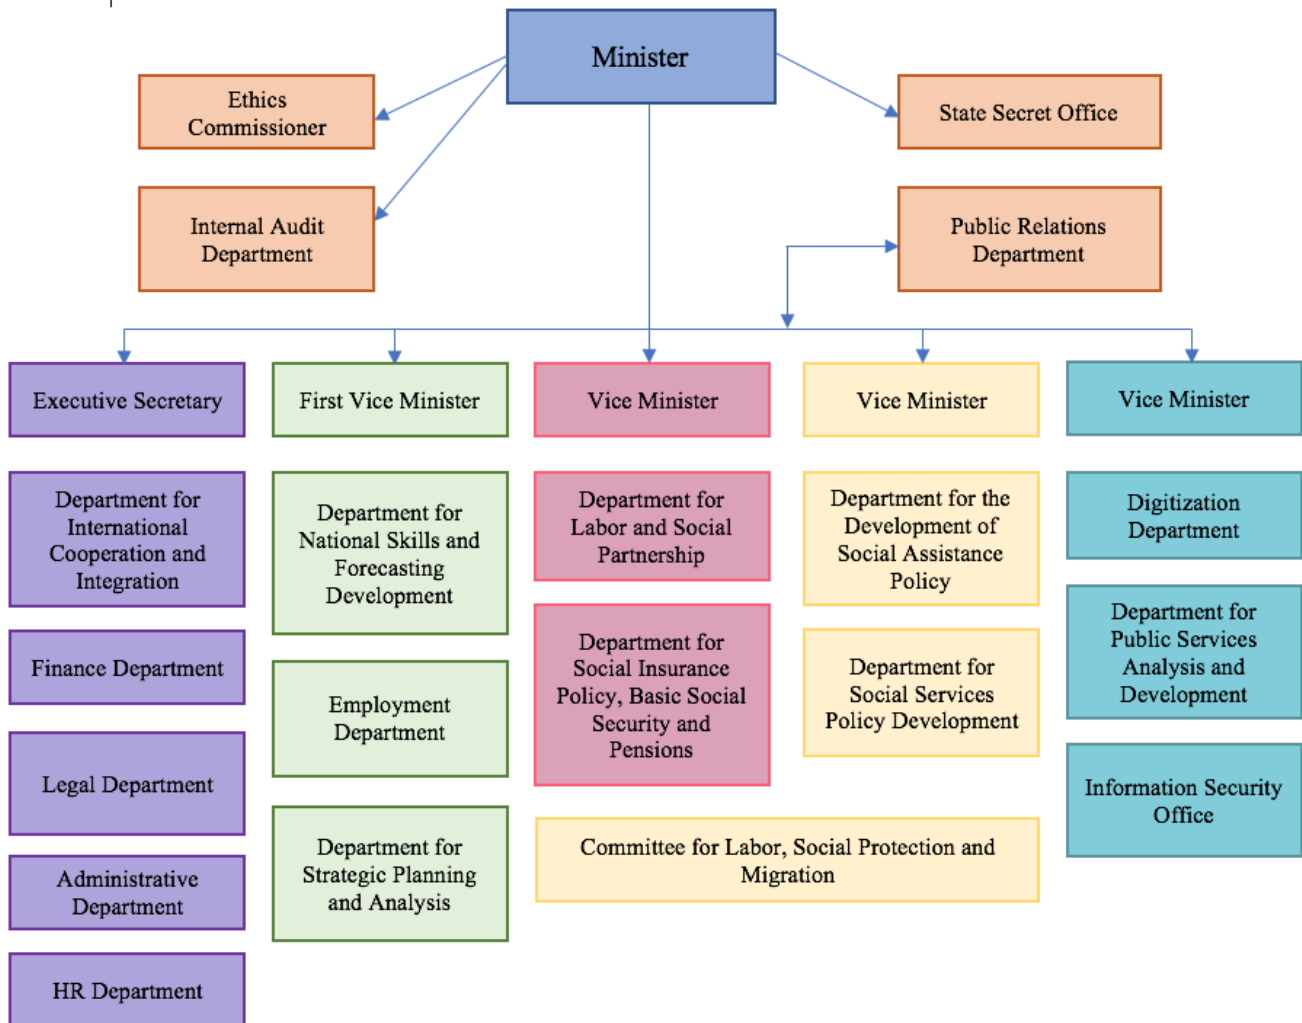 Minister
Ethics
Commissioner
State Secret Office
Internal Audit
Department
Public Relations
Department
Executive Secretary
First Vice Minister
Vice Minister
Vice Minister
Vice Minister
Department for
International
Cooperation and
Integration
Finance Department
Legal Department
Administrative
Department
HR Department
Department for
National Skills and
Forecasting
Development
Employment
Department
Department for
Strategic Planning
and Analysis
Department for
Labor and Social
Partnership
Department for
Social Insurance
Policy, Basic Social
Security and
Pensions
Department for the
Development of
Social Assistance
Policy
Department for
Social Services
Policy Development
Committee for Labor, Social Protection and
Migration
Digitization
Department
Department for
Public Services
Analysis and
Development
Information Security
Office